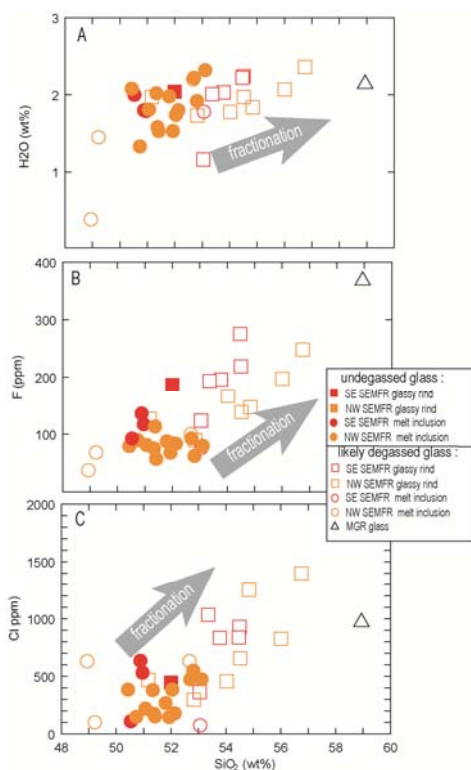 3
A
H2O (wt%)
2
1
fractionation
400
B
300
F (ppm)
200
100
fractionation
0
undegassed glass :
SE SEMFR glassy rind
NW SEMFR glassy rind
SE SEMFR melt inclusion
NW SEMFR melt inclusion
likely degassed glass :
SE SEMFR glassy rind
NW SEMFR glassy rind
SE SEMFR melt inclusion
NW SEMFR melt inclusion
MGR glass
2000
C
1500
Cl ppm)
1000
500
0
fractionation
48 50 52 54 56 58 60
SiO₂ (wt%)